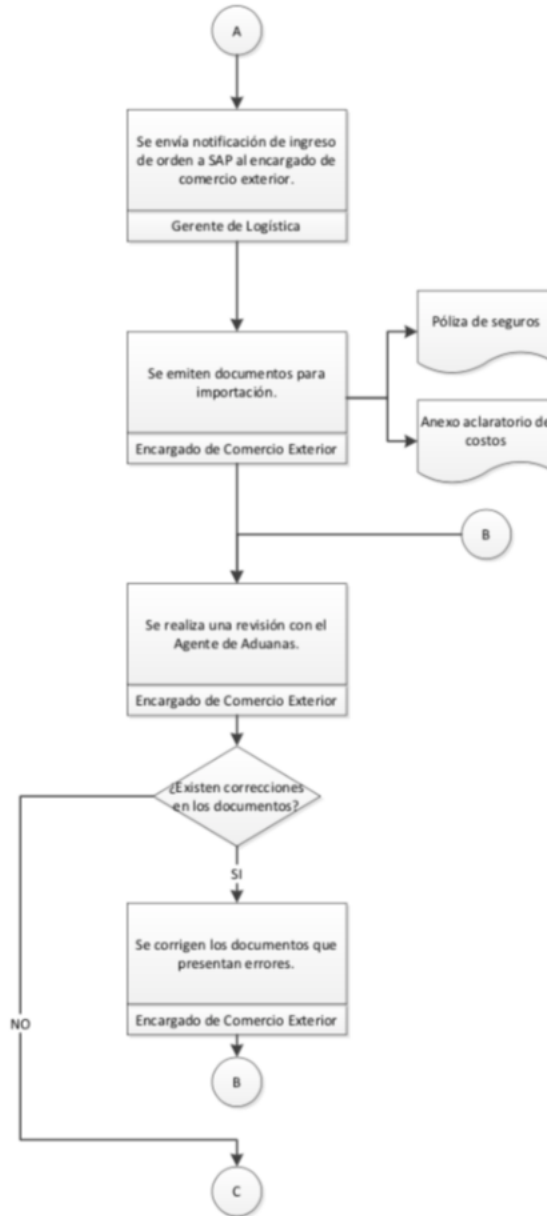 A
Se envía notificación de ingreso
de orden a SAP al encargado de
comercio exterior.
Gerente de Logística
Póliza de seguros
Se emiten documentos para
importación.
Anexo aclaratorio de
costos
Encargado de Comercio Exterior
B
Se realiza una revisión con el
Agente de Aduanas.
Encargado de Comercio Exterior
¿Existen correcciones
en los documentos?
SI
Se corrigen los documentos que
presentan errores.
Encargado de Comercio Exterior
NO
B
C